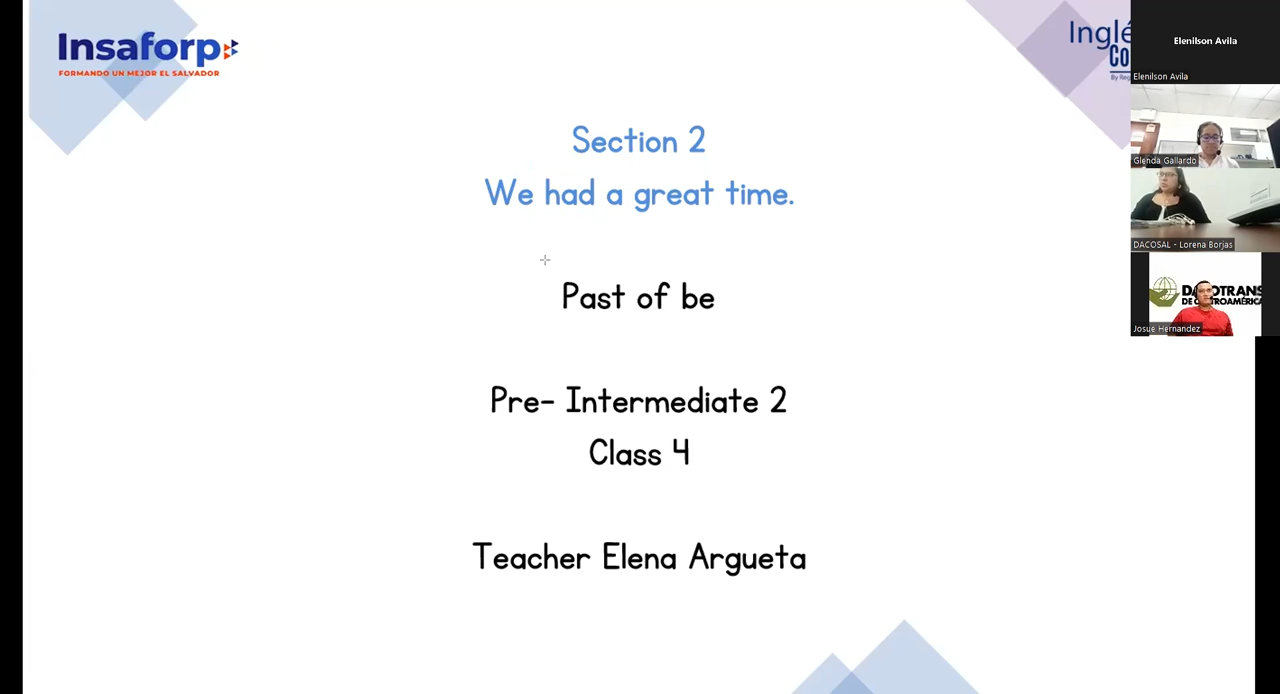 Insaforp
FORMANDO UN MEJOR EL SALVADOR
Section 2
We had a great time.
Past of be
Pre- Intermediate 2
Class 4
Teacher Elena Argueta
Elenilson Avila
Elenilson Avila
Glenda Gallardo
DACOSAL - Lorena Borjas
Josue Hernandez